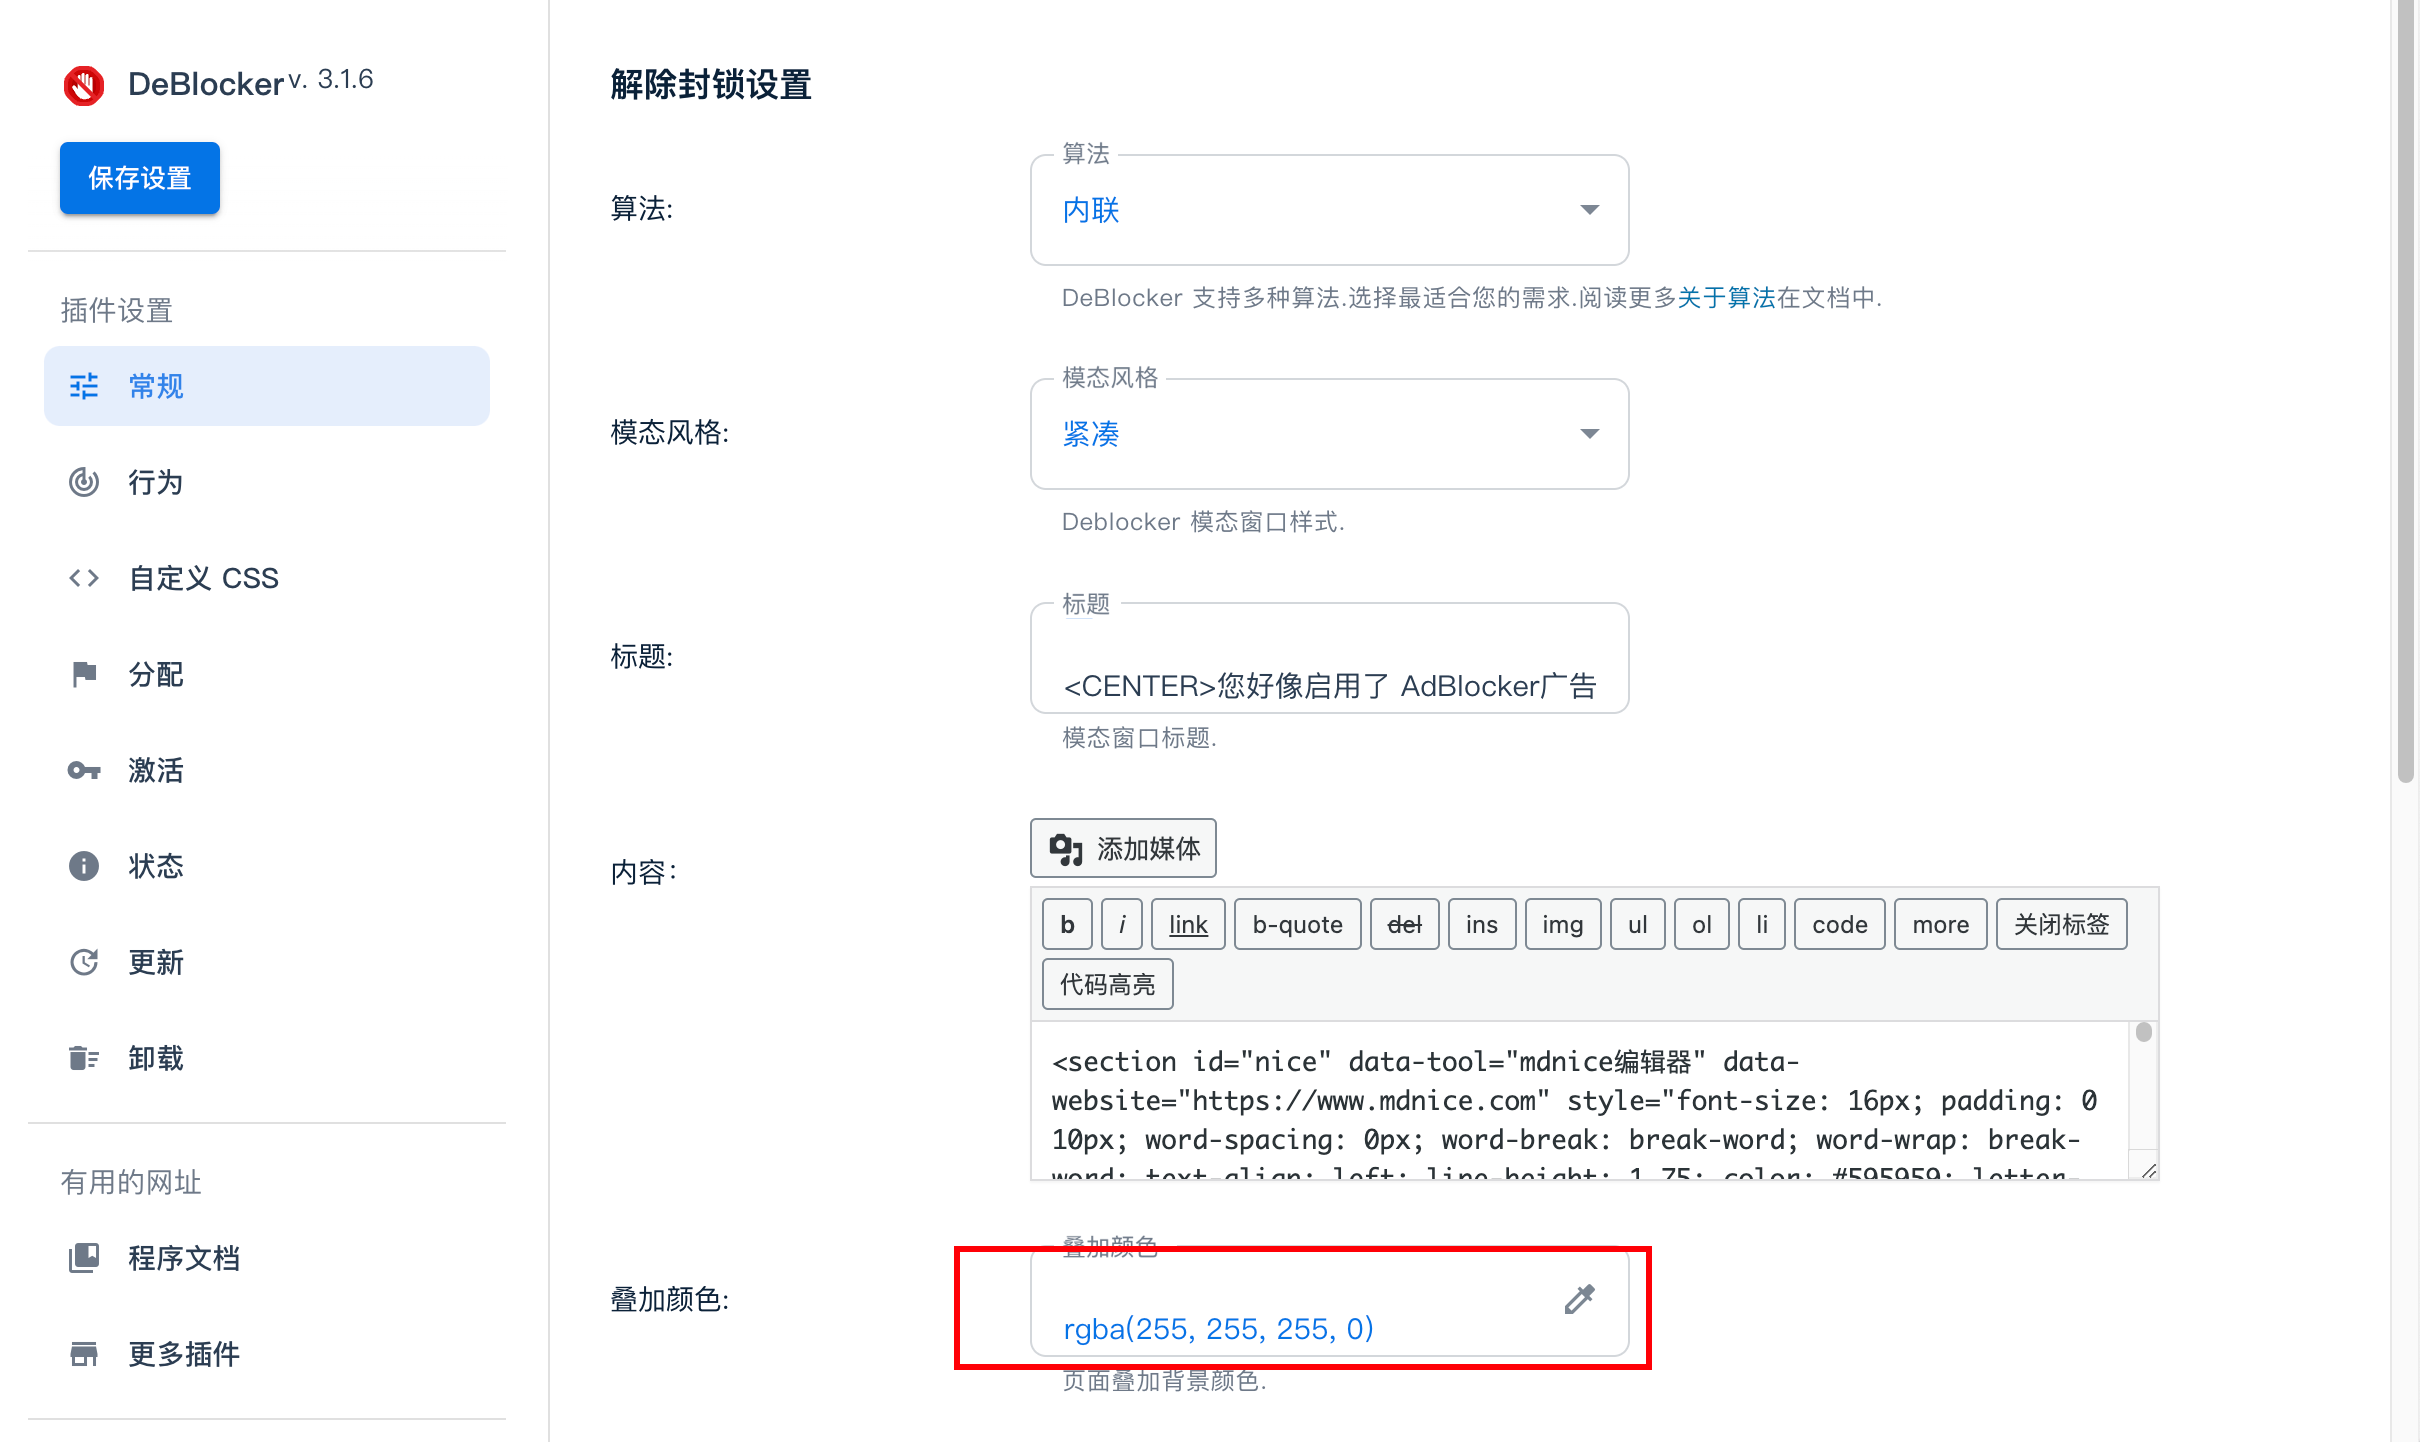 DeBlocker v. 3.1.6
保存设置
插件设置
常规
行为
自定义 CSS
分配
激活
状态
更新
卸载
有用的网址
程序文档
更多插件
解除封锁设置
算法:
算法
内联
DeBlocker 支持多种算法.选择最适合您的需求.阅读更多关于算法在文档中.
模态风格:
模态风格
紧凑
Deblocker 模态窗口样式.
标题:
标题
<CENTER>您好像启用了 AdBlocker广告
模态窗口标题.
内容:
添加媒体
b i link b-quote del ins img ul ol li code more 关闭标签
代码高亮
<section id="nice" data-tool="mdnice编辑器" data-
website="https://www.mdnice.com" style="font-size: 16px; padding: 0
10px; word-spacing: 0px; word-break: break-word; word-wrap: break-
word; text-align: left; line-height: 1.75; color: #595959; letter-
叠加颜色:
叠加颜色
rgba(255, 255, 255, 0)
页面叠加背景颜色.